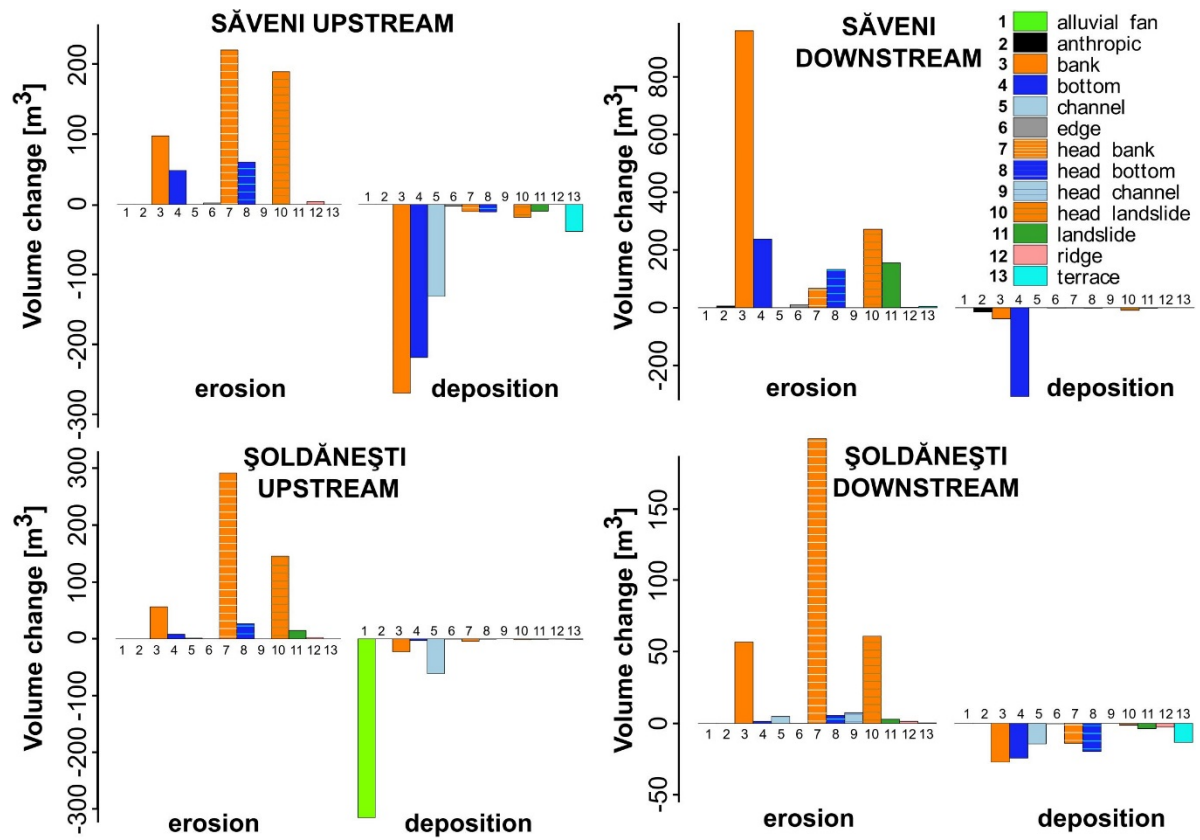 SĂVENI UPSTREAM
Volume change [m³]
200
100
0
-100
-200
-300
1 2 3 4 5 6 7 8 9 10 11 12 13
1 2 3 4 5 6 7 8 9 10 11 12 13
erosion
deposition
SĂVENI
DOWNSTREAM
Volume change [m³]
800
600
400
200
0
-200
1 2 3 4 5 6 7 8 9 10 11 12 13
1 2 3 4 5 6 7 8 9 10 11 12 13
erosion
deposition
1 alluvial fan
2 anthropic
3 bank
4 bottom
5 channel
6 edge
7 head bank
8 head bottom
9 head channel
10 head landslide
11 landslide
12 ridge
13 terrace
ŞOLDĂNEŞTI
UPSTREAM
Volume change [m³]
300
200
100
0
-100
-200
-300
1 2 3 4 5 6 7 8 9 10 11 12 13
1 2 3 4 5 6 7 8 9 10 11 12 13
erosion
deposition
ŞOLDĂNEŞTI
DOWNSTREAM
Volume change [m³]
150
100
50
0
-50
1 2 3 4 5 6 7 8 9 10 11 12 13
1 2 3 4 5 6 7 8 9 10 11 12 13
erosion
deposition